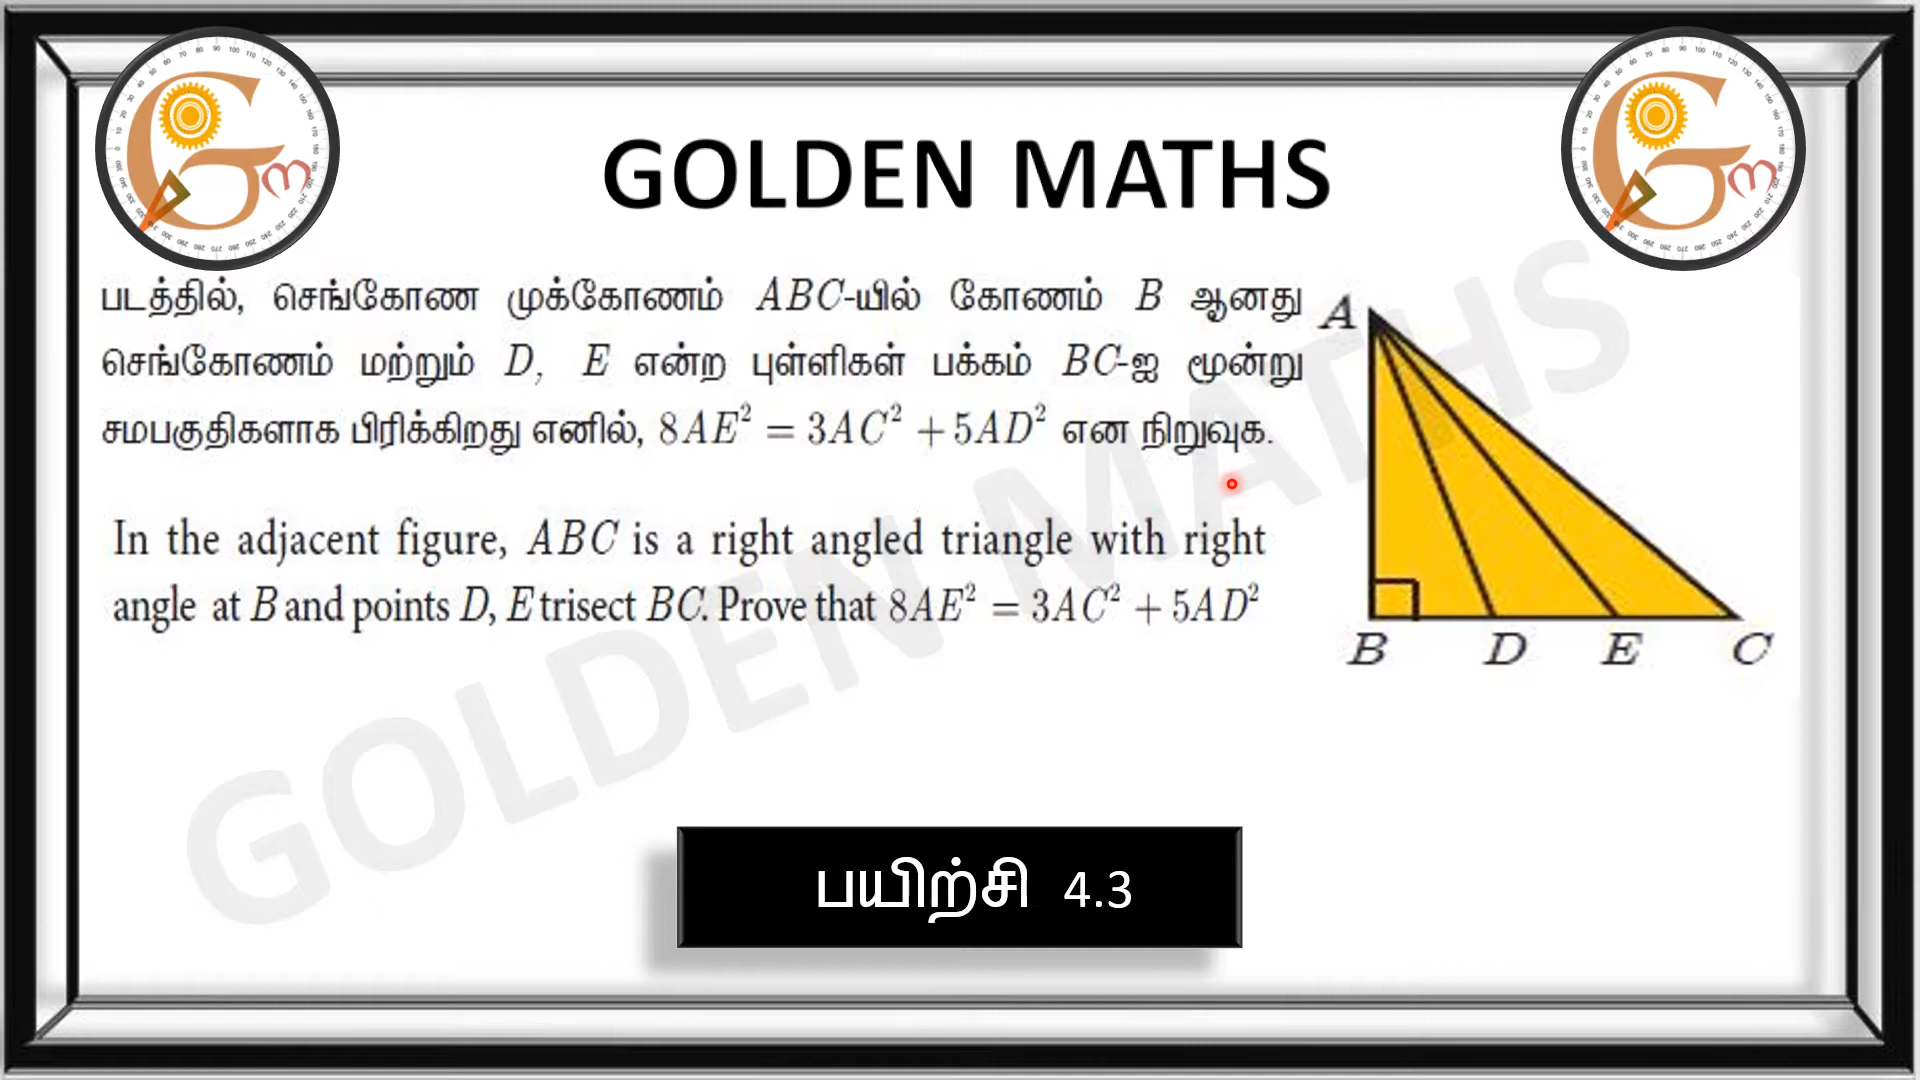 GOLDEN MATHS
படத்தில், செங்கோண முக்கோணம் ABC-யில் கோணம் B ஆனது
செங்கோணம் மற்றும் D, E என்ற புள்ளிகள் பக்கம் BC-ஐ மூன்று
சமபகுதிகளாக பிரிக்கிறது எனில், 8AE² = 3AC² + 5AD² என நிறுவுக.
In the adjacent figure, ABC is a right angled triangle with right
angle at B and points D, E trisect BC. Prove that 8AE² = 3AC² + 5AD²
A
B D E C
GOLDEN MATHS
பயிற்சி 4.3